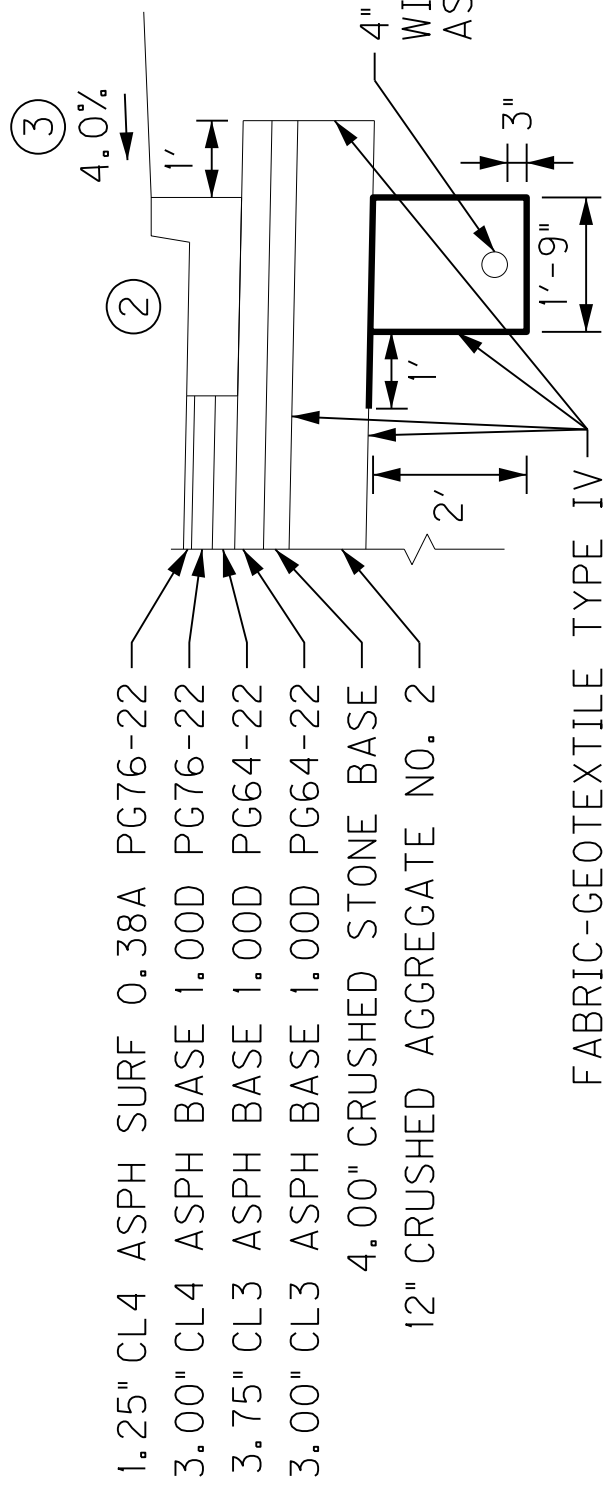 1.25" CL4 ASPH SURF 0.38A PG76-22
3.00" CL4 ASPH BASE 1.00D PG76-22
3.75" CL3 ASPH BASE 1.00D PG64-22
3.00" CL3 ASPH BASE 1.00D PG64-22
4.00" CRUSHED STONE BASE
12" CRUSHED AGGREGATE NO. 2
FABRIC-GEOTEXTILE TYPE IV
2
3
4.0%
1'
1'
2'
1'-9"
3"
4"
WI
AS